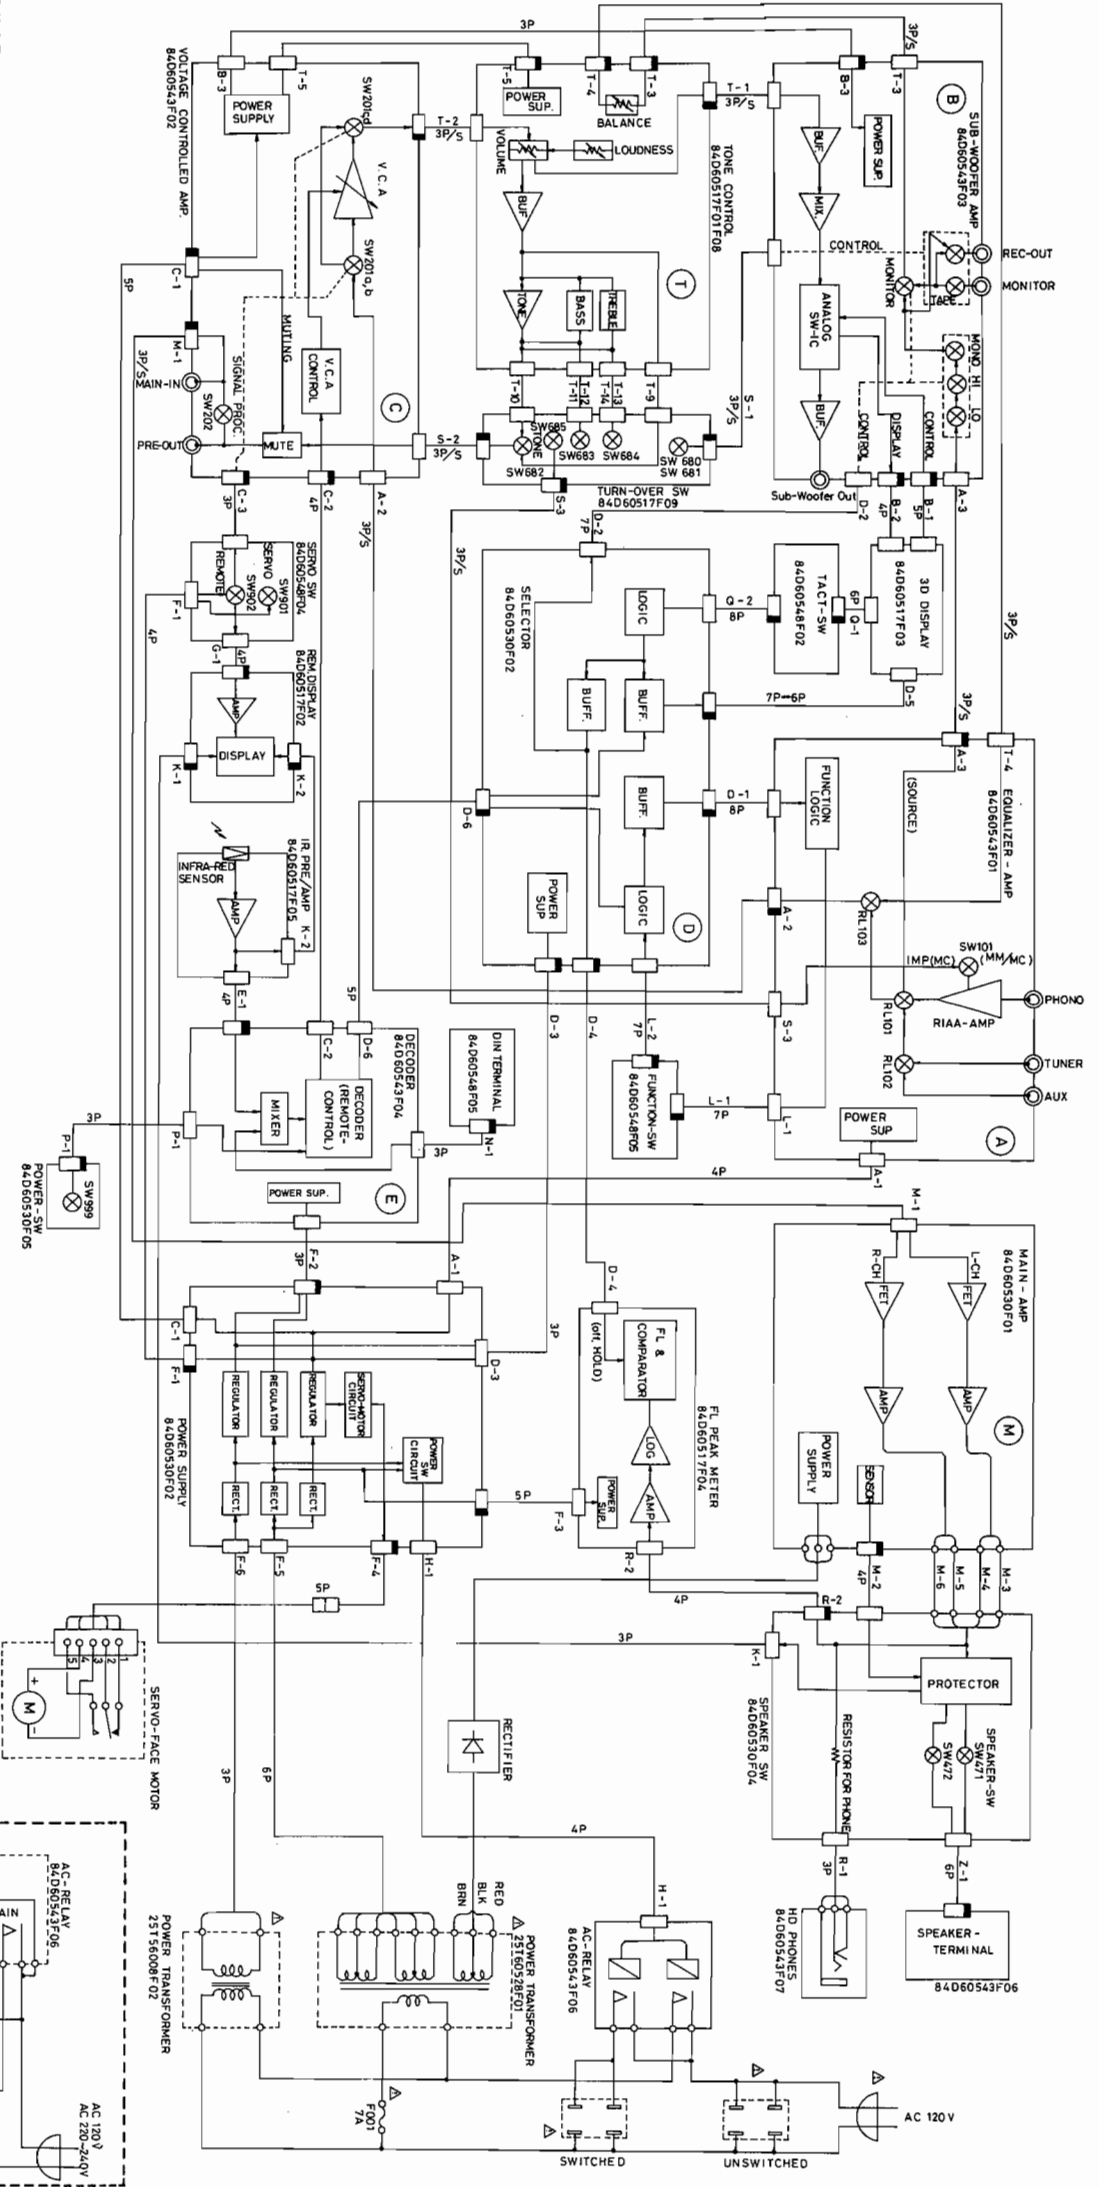 3P
VOLTAGE CONTROLLED AMP.
84D60543F02
B-3
T-5
POWER
SUPPLY
SW201c,d
V.C.A
SW201a,b
T-2
3P/S
C-1
5P
M-1
3P/S
MAIN-IN
SW202
SIGNAL PROC.
PRE-OUT
MUTING
MUTE
V.C.A
CONTROL
C
S-2
3P/S
C-3
3P
C-2
4P
A-2
3P/S
T-5
POWER
SUP.
T-4
T-3
BALANCE
VOLUME
LOUDNESS
BUF
TONE
BASS
TREBLE
T
TONE CONTROL
84D60517F01F08
T-1
3P/S
T-10
T-11
T-12
T-14
T-13
T-9
SW685
TONE
SW682
SW683
SW684
SW 680
SW 681
S-3
TURN-OVER SW
84D60517F09
S-1
3P/S
3P/S
B-3
T-3
B
SUB-WOOFER AMP
84D60543F03
BUF.
POWER SUP.
MIX.
CONTROL
ANALOG
SW-IC
BUF.
MONITOR
TAPE
REC-OUT
MONITOR
MONO
HI
LO
CONTROL
DISPLAY
CONTROL
Sub-Woofer Out
D-2
B-2
4P
B-1
5P
A-3
3P/S
3P/S
SERVO SW
84D60548F04
SERVO
REMOTE
SW901
SW902
F-1
4P
G-1
4P
REM.DISPLAY
84D60517F02
AMP
DISPLAY
K-1
K-2
IR PRE/AMP
84D60517F05
INFRA-RED
SENSOR
AMP
K-2
E-1
4P
3P/S
D-2
7P
SELECTOR
84D60530F02
LOGIC
BUFF.
BUFF.
BUFF.
LOGIC
POWER
SUP
D
D-6
5P
Q-2
8P
TACT-SW
84D60548F02
6P
Q-1
3D DISPLAY
84D60517F03
D-5
7P-6P
D-1
8P
D-3
D-4
L-2
7P
FUNCTION-SW
84D60548F05
L-1
7P
A-3
T-4
EQUALIZER-AMP
84D60543F01
FUNCTION
LOGIC
(SOURCE)
A-2
RL103
SW101
IMP(MC)
(MM/MC)
RL101
RIAA-AMP
RL102
S-3
L-1
PHONO
TUNER
AUX
POWER
SUP
A
A-1
4P
DECODER
84D60543F04
C-2
D-6
MIXER
DECODER
(REMOTE-
CONTROL)
P-1
3P
P-1
SW999
POWER-SW
84D60530F05
DIN TERMINAL
84D60548F05
N-1
3P
POWER SUP.
E
F-2
3P
A-1
C-1
F-1
D-3
3P
REGULATOR
REGULATOR
REGULATOR
SERVO-MOTOR
CIRCUIT
POWER
SW
CIRCUIT
RECT.
RECT.
RECT.
POWER SUPPLY
84D60530F02
F-6
F-5
F-4
H-1
D-4
(off, HOLD)
FL &
COMPARATOR
LOG
AMP
POWER
SUP.
FL PEAK METER
84D60517F04
5P
F-3
R-2
4P
M-1
MAIN-AMP
84D60530F01
R-CH
L-CH
FET
FET
AMP
AMP
M
POWER
SUPPLY
SENSOR
M-2
4P
M-6
M-5
M-4
M-3
R-2
K-1
3P
PROTECTOR
SPEAKER SW
84D60530F04
SPEAKER-SW
SW471
SW472
RESISTOR FOR PHONE
R-1
3P
Z-1
6P
HD PHONES
84D60543F07
SPEAKER-
TERMINAL
84D60543F06
5P
1
2
3
4
5
M
SERVO-FACE MOTOR
3P
6P
RECTIFIER
4P
RED
BLK
BRN
H-1
AC-RELAY
84D60543F06
POWER TRANSFORMER
25T56008F02
POWER TRANSFORMER
25T60528F01
F001
7A
SWITCHED
UNSWITCHED
AC 120V
AC-RELAY
84D60543F06
AC 120V
AC 220~240V